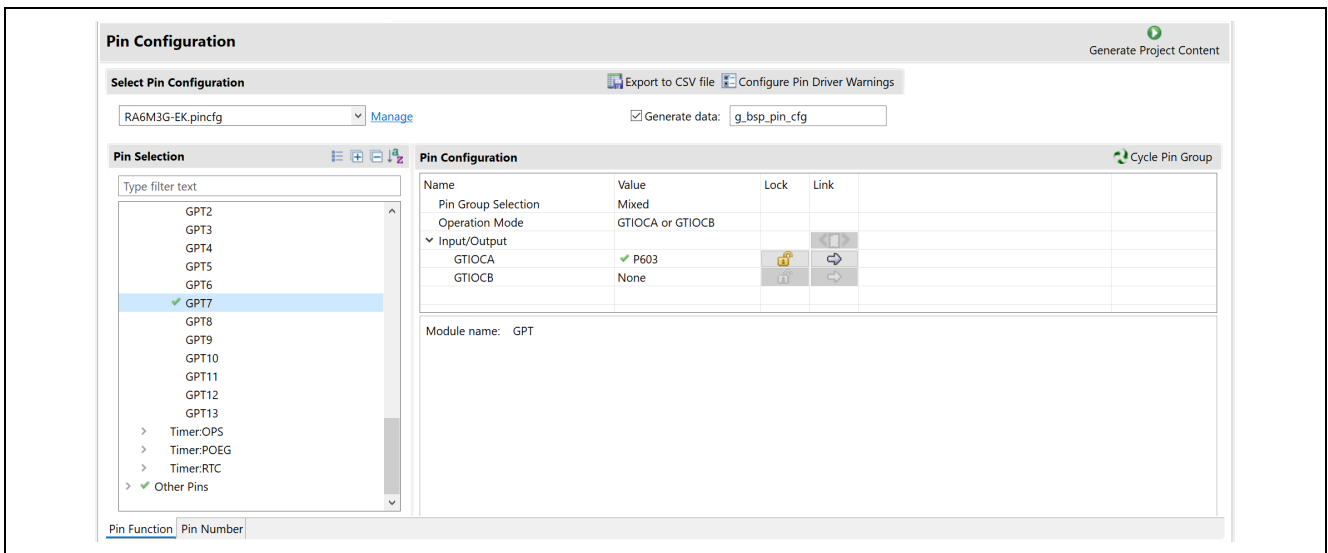 Pin Configuration
Generate Project Content
Select Pin Configuration
Export to CSV file Configure Pin Driver Warnings
RA6M3G-EK.pincfg Manage Generate data: g_bsp_pin_cfg
Pin Selection
Type filter text
GPT2
GPT3
GPT4
GPT5
GPT6
GPT7
GPT8
GPT9
GPT10
GPT11
GPT12
GPT13
Timer:OPS
Timer:POEG
Timer:RTC
Other Pins
Pin Configuration Cycle Pin Group
Name Value Lock Link
Pin Group Selection Mixed
Operation Mode GTIOCA or GTIOCB
Input/Output
GTIOCA P603
GTIOCB None
Module name: GPT
Pin Function Pin Number